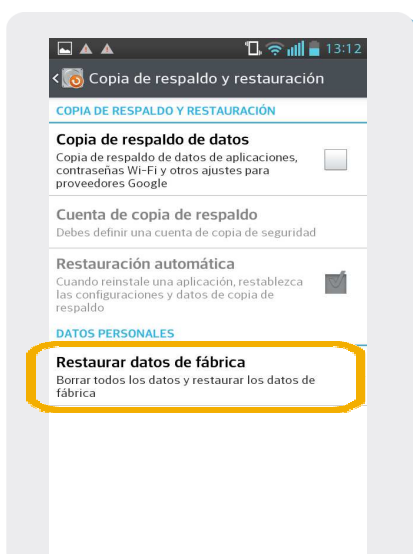 13:12
Copia de respaldo y restauración
COPIA DE RESPALDO Y RESTAURACIÓN
Copia de respaldo de datos
Copia de respaldo de datos de aplicaciones,
contraseñas Wi-Fi y otros ajustes para
proveedores Google
Cuenta de copia de respaldo
Debes definir una cuenta de copia de seguridad
Restauración automática
Cuando reinstale una aplicación, restablezca
las configuraciones y datos de copia de
respaldo
DATOS PERSONALES
Restaurar datos de fábrica
Borrar todos los datos y restaurar los datos de
fábrica